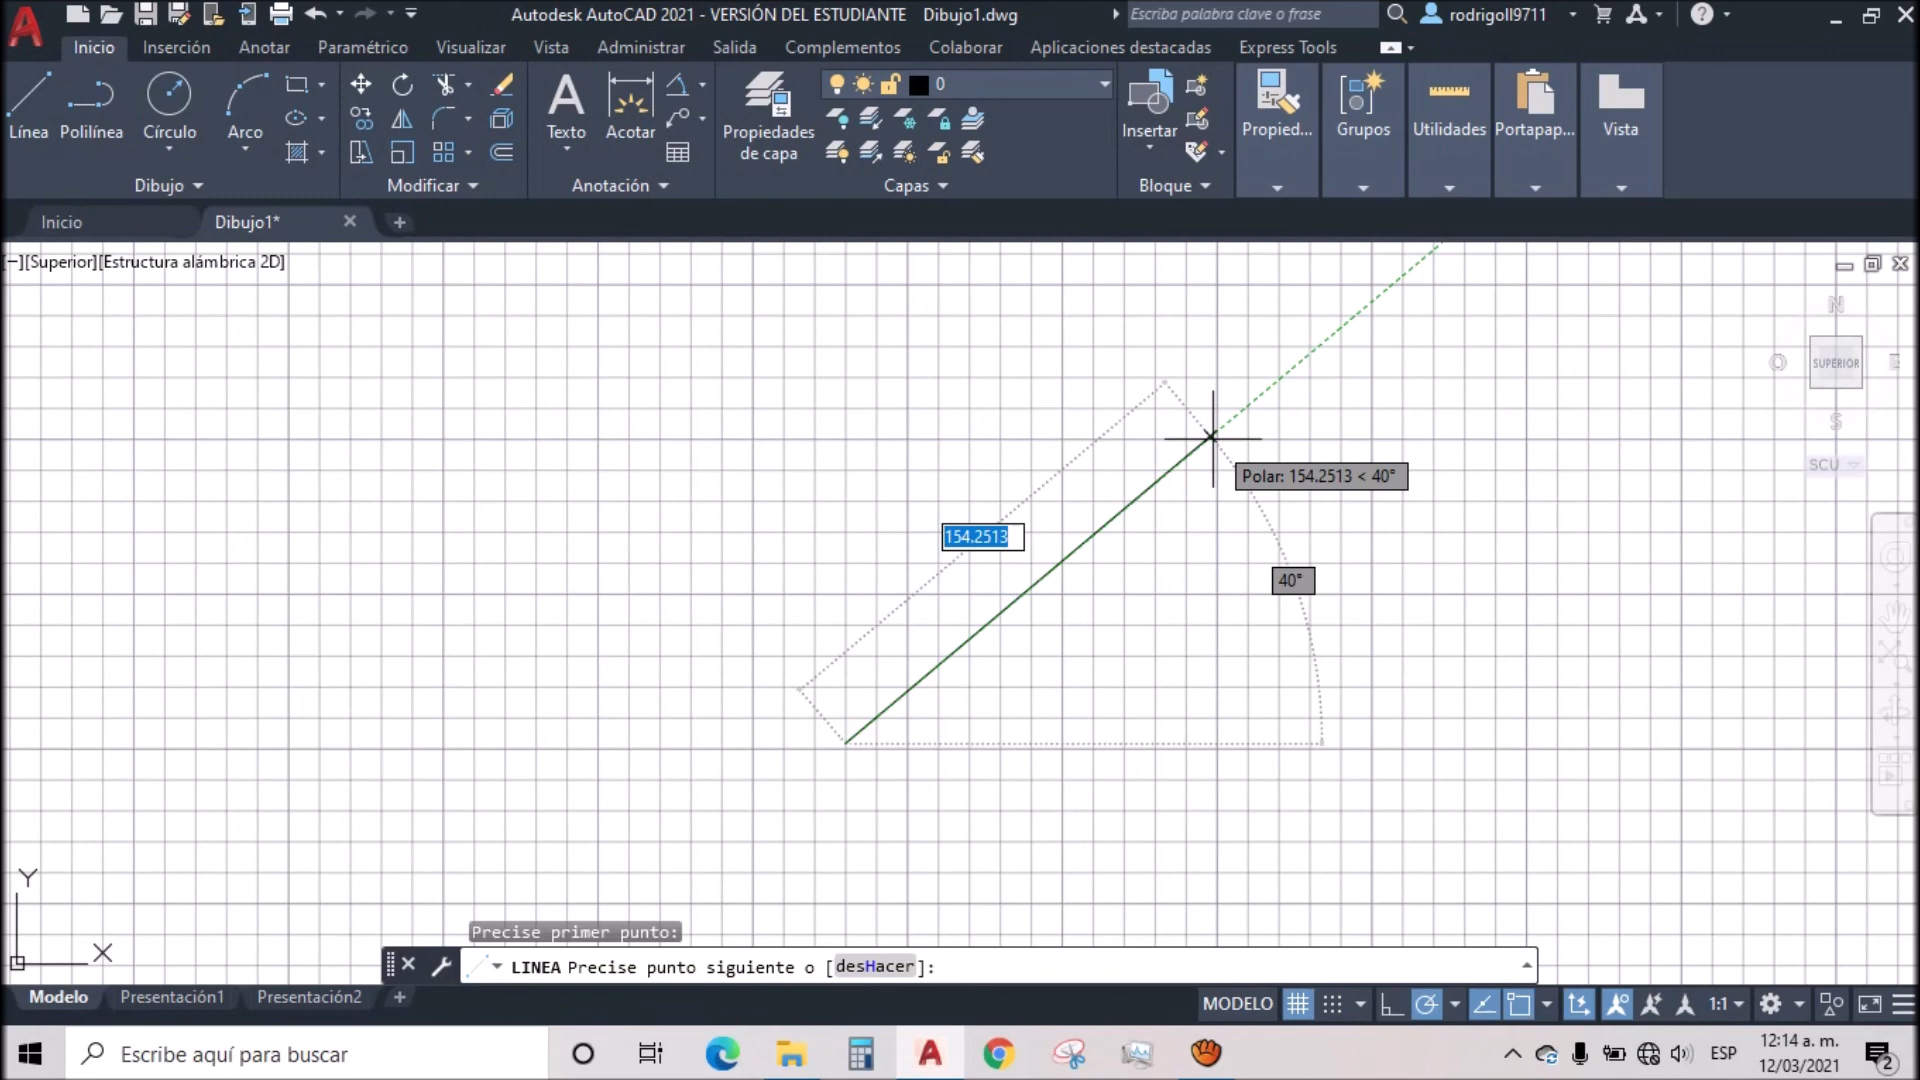 Autodesk AutoCAD 2021 - VERSIÓN DEL ESTUDIANTE Dibujo1.dwg
Escriba palabra clave o frase
rodrigoll9711
Inicio Inserción Anotar Paramétrico Visualizar Vista Administrar Salida Complementos Colaborar Aplicaciones destacadas Express Tools
0
Línea Polilínea Círculo Arco
Texto Acotar
Propiedades de capa
Insertar
Propied... Grupos Utilidades Portapap... Vista
Dibujo Modificar Anotación Capas Bloque
Inicio Dibujo1*
[−][Superior][Estructura alámbrica 2D]
N
O SUPERIOR E
S
SCU
Polar: 154.2513 < 40°
154.2513
40°
Y
X
Precise primer punto:
LINEA Precise punto siguiente o [desHacer]:
Modelo Presentación1 Presentación2
MODELO 1:1
Escribe aquí para buscar
ESP
12:14 a. m.
12/03/2021
2